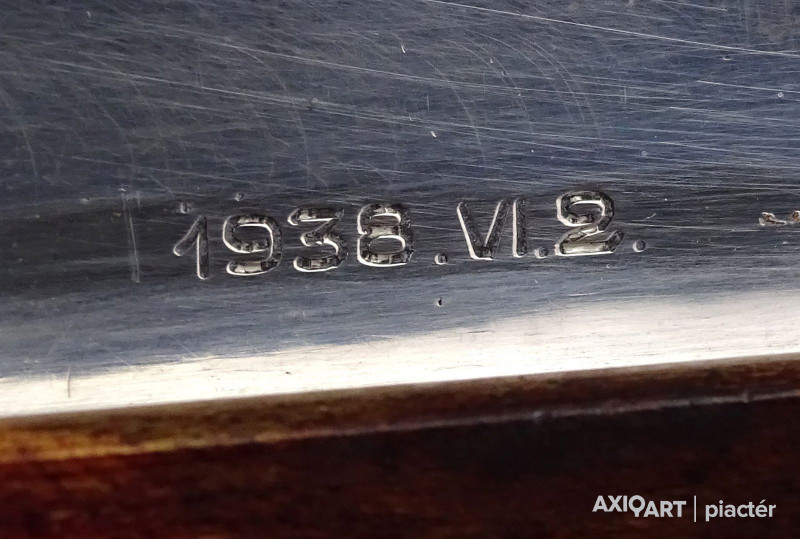 1938.VI.2.
AXIOART | piactér